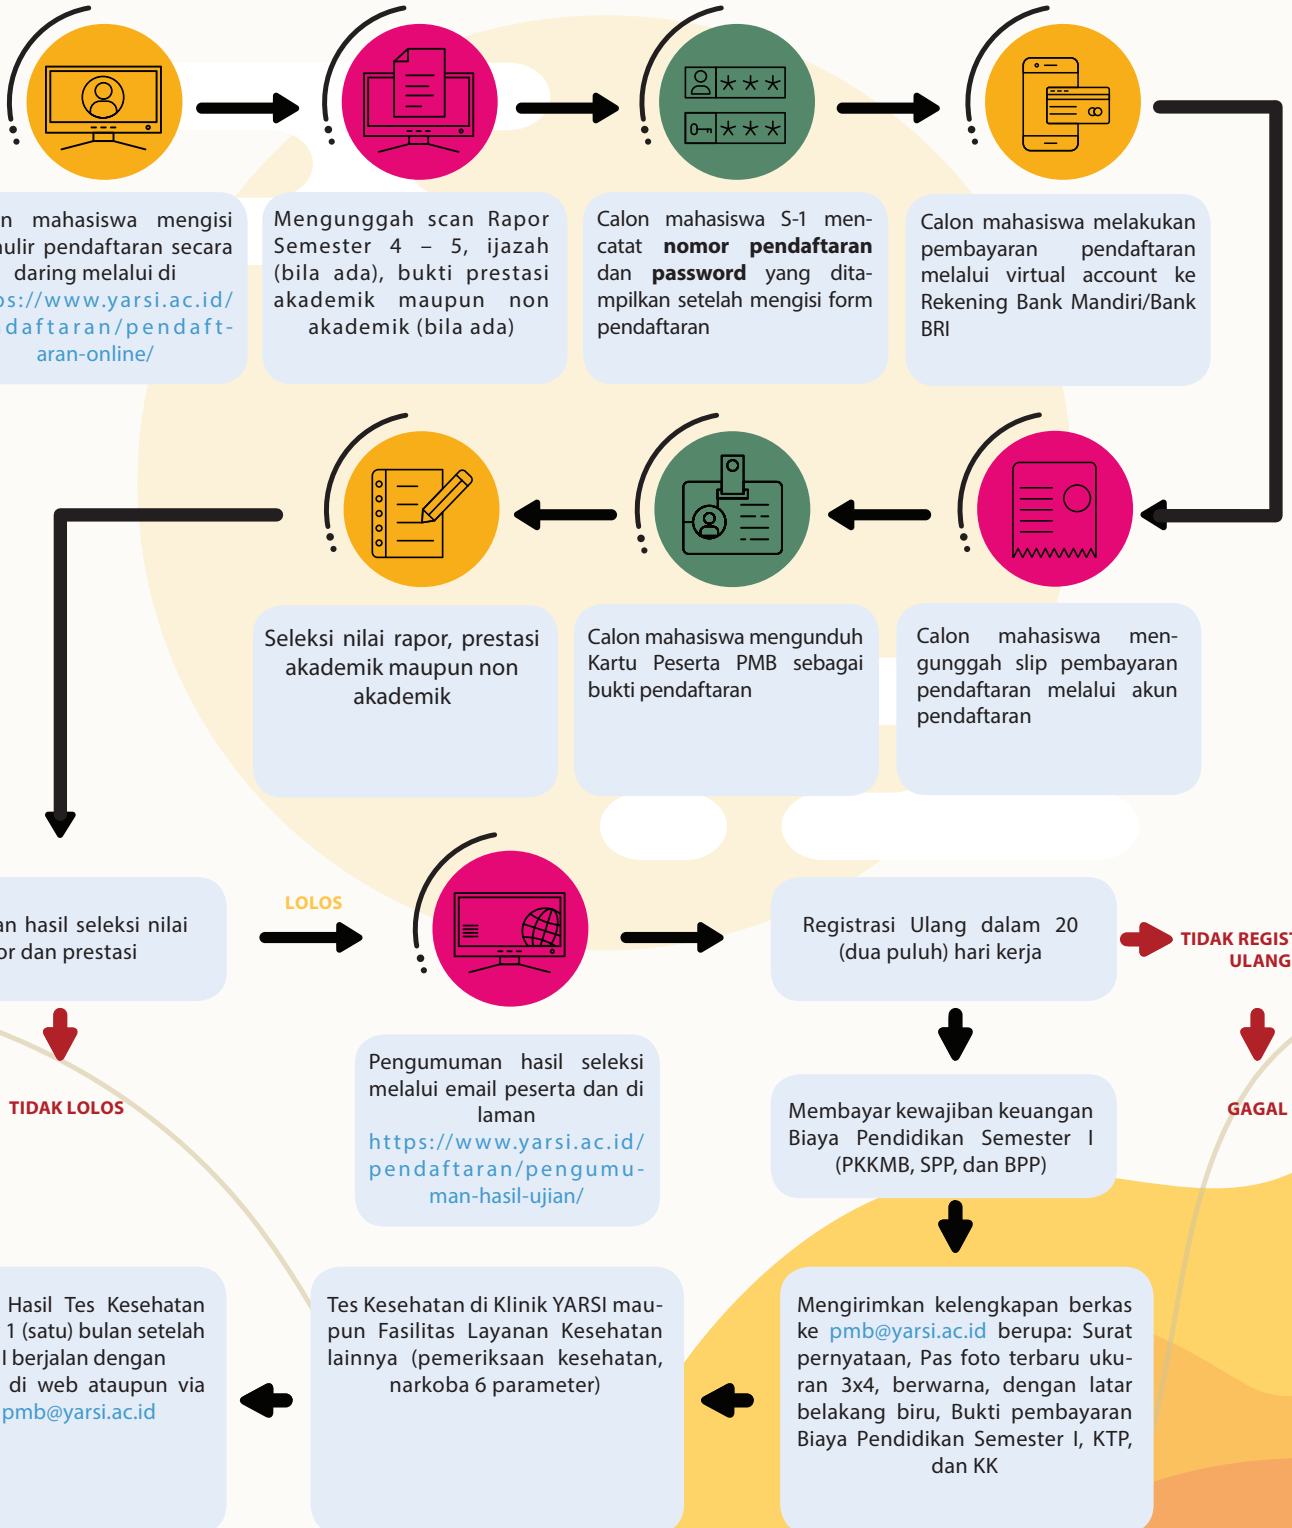 mahasiswa mengisi
pendaftaran secara
daring melalui di
://www.yarsi.ac.id/
daftaran/pendaft-
aran-online/
Mengunggah scan Rapor
Semester 4 – 5, ijazah
(bila ada), bukti prestasi
akademik maupun non
akademik (bila ada)
Calon mahasiswa S-1 men-
catat nomor pendaftaran
dan password yang dita-
mpilkan setelah mengisi form
pendaftaran
Calon mahasiswa melakukan
pembayaran pendaftaran
melalui virtual account ke
Rekening Bank Mandiri/Bank
BRI
Seleksi nilai rapor, prestasi
akademik maupun non
akademik
Calon mahasiswa mengunduh
Kartu Peserta PMB sebagai
bukti pendaftaran
Calon mahasiswa men-
gunggah slip pembayaran
pendaftaran melalui akun
pendaftaran
an hasil seleksi nilai
or dan prestasi
LOLOS
TIDAK LOLOS
Pengumuman hasil seleksi
melalui email peserta dan di
laman
https://www.yarsi.ac.id/
pendaftaran/pengumu-
man-hasil-ujian/
Registrasi Ulang dalam 20
(dua puluh) hari kerja
TIDAK REGIST
ULANG
GAGAL
Membayar kewajiban keuangan
Biaya Pendidikan Semester I
(PKKMB, SPP, dan BPP)
Mengirimkan kelengkapan berkas
ke pmb@yarsi.ac.id berupa: Surat
pernyataan, Pas foto terbaru uku-
ran 3x4, berwarna, dengan latar
belakang biru, Bukti pembayaran
Biaya Pendidikan Semester I, KTP,
dan KK
Tes Kesehatan di Klinik YARSI mau-
pun Fasilitas Layanan Kesehatan
lainnya (pemeriksaan kesehatan,
narkoba 6 parameter)
Hasil Tes Kesehatan
1 (satu) bulan setelah
I berjalan dengan
di web ataupun via
pmb@yarsi.ac.id